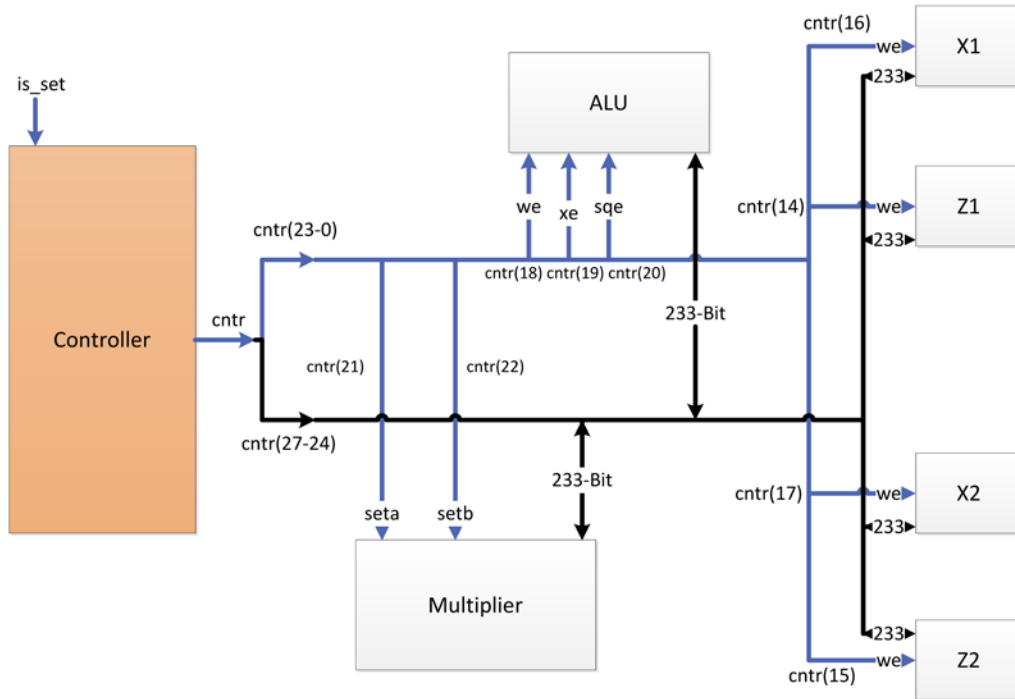 cntr(16)
we
X1
233
is_set
ALU
we
xe
sqe
cntr(14)
we
Z1
233
cntr(23-0)
cntr(18)
cntr(19)
cntr(20)
233-Bit
cntr
Controller
cntr(21)
cntr(22)
cntr(27-24)
233-Bit
cntr(17)
we
X2
233
seta
setb
Multiplier
233
we
Z2
cntr(15)